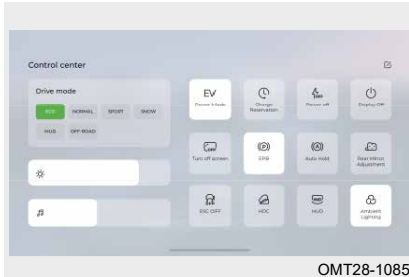 Control center
Drive mode
ECO NORMAL SPORT SNOW
MUD OFF-ROAD
EV
Power Mode
Charge Reservation
Power off
Display Off
Turn off screen
EPB
Auto Hold
Rear Mirror Adjustment
ESC OFF
HDC
HUD
Ambient Lighting
OMT28-1085